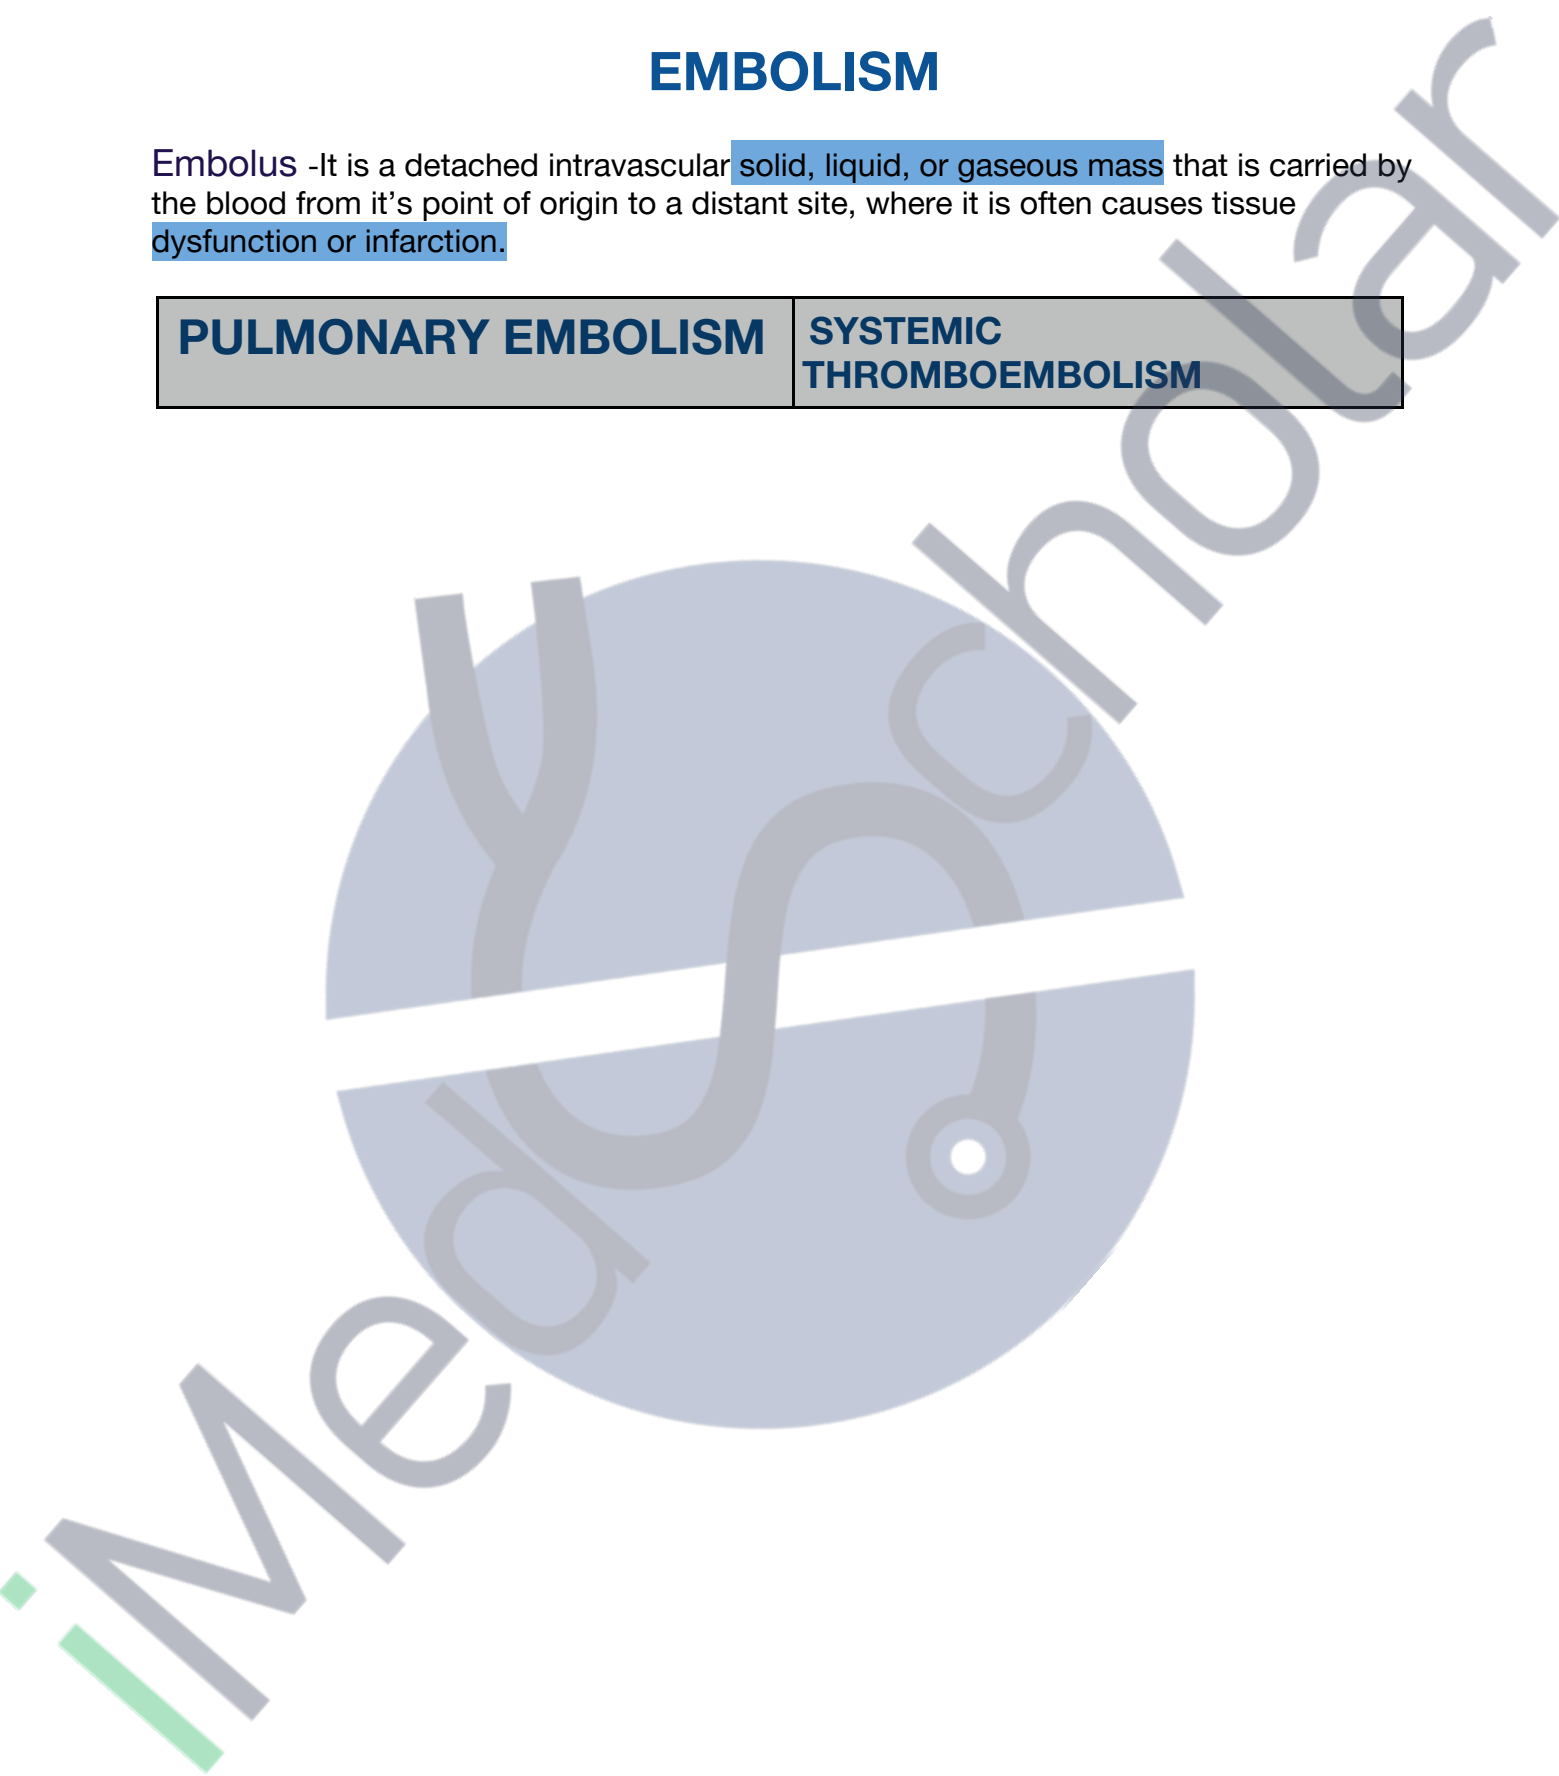 EMBOLISM
Embolus -It is a detached intravascular solid, liquid, or gaseous mass that is carried by
the blood from it’s point of origin to a distant site, where it is often causes tissue
dysfunction or infarction.
PULMONARY EMBOLISM
SYSTEMIC
THROMBOEMBOLISM
iMedScholar